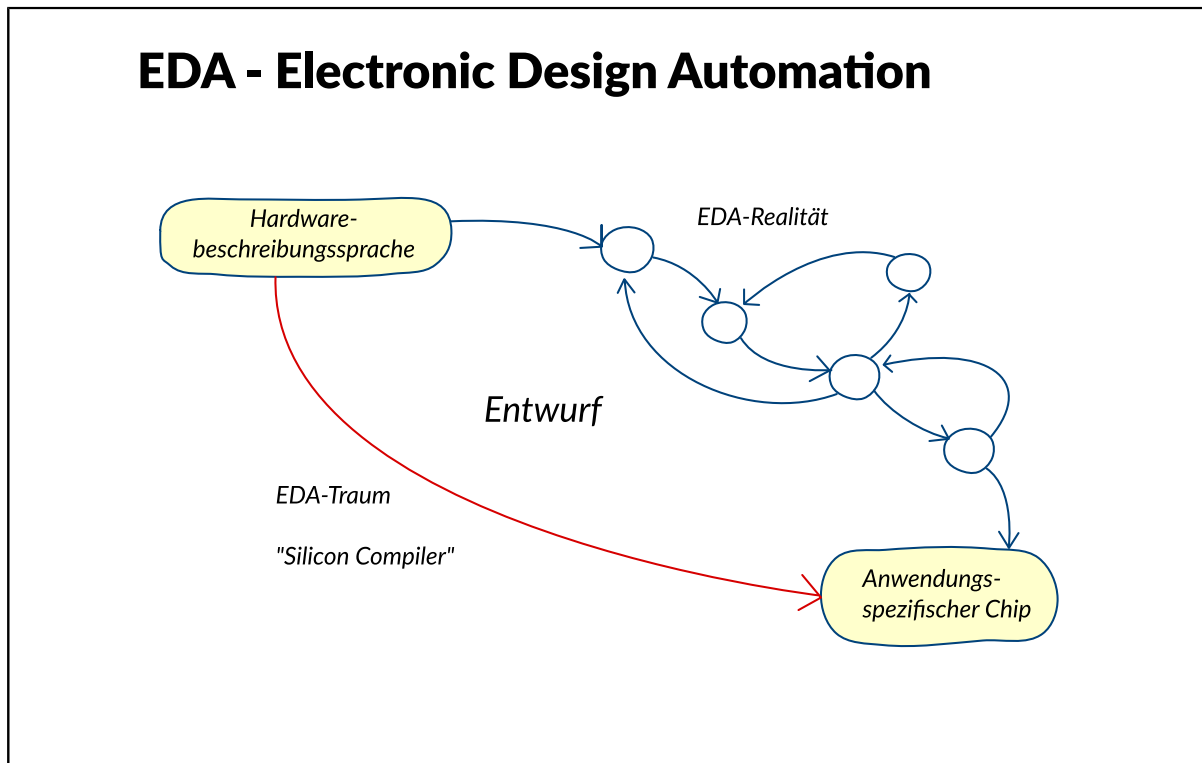 EDA - Electronic Design Automation
Hardware-
beschreibungssprache
EDA-Realität
Entwurf
EDA-Traum
"Silicon Compiler"
Anwendungs-
spezifischer Chip